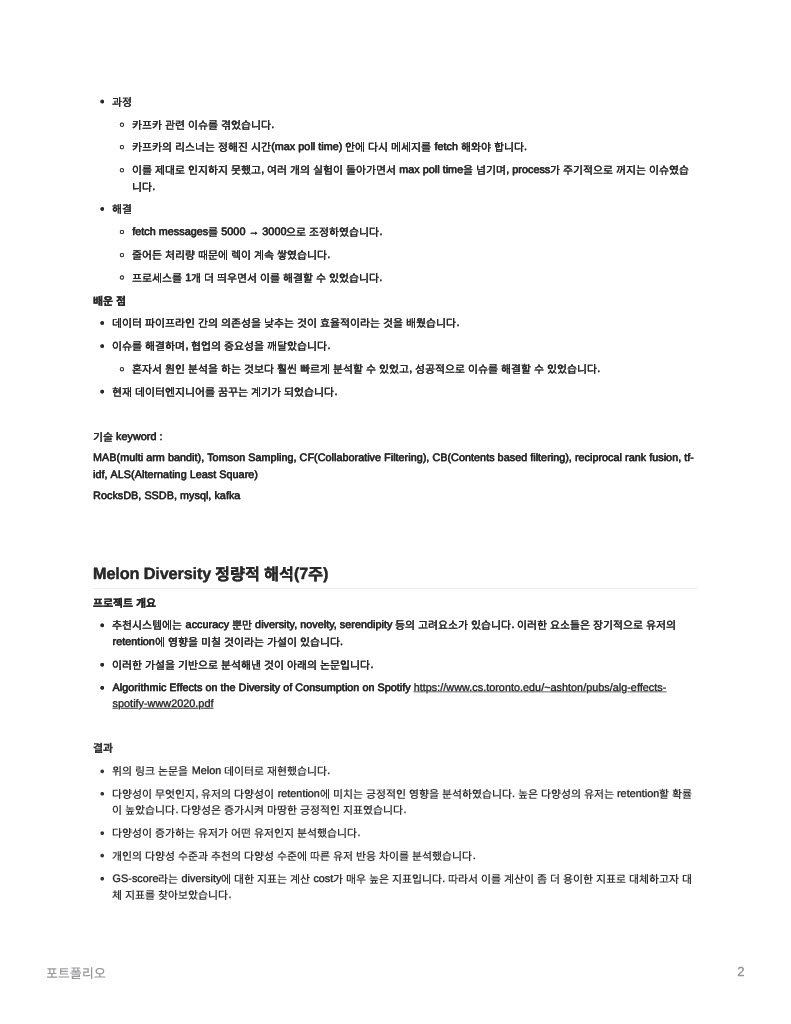 • 과정
◦ 카프카 관련 이슈를 겪었습니다.
◦ 카프카의 리스너는 정해진 시간(max poll time) 안에 다시 메세지를 fetch 해와야 합니다.
◦ 이를 제대로 인지하지 못했고, 여러 개의 실험이 돌아가면서 max poll time을 넘기며, process가 주기적으로 꺼지는 이슈였습
니다.
• 해결
◦ fetch messages를 5000 → 3000으로 조정하였습니다.
◦ 줄어든 처리량 때문에 렉이 계속 쌓였습니다.
◦ 프로세스를 1개 더 띄우면서 이를 해결할 수 있었습니다.
배운 점
• 데이터 파이프라인 간의 의존성을 낮추는 것이 효율적이라는 것을 배웠습니다.
• 이슈를 해결하며, 협업의 중요성을 깨달았습니다.
◦ 혼자서 원인 분석을 하는 것보다 훨씬 빠르게 분석할 수 있었고, 성공적으로 이슈를 해결할 수 있었습니다.
• 현재 데이터엔지니어를 꿈꾸는 계기가 되었습니다.
기술 keyword :
MAB(multi arm bandit), Tomson Sampling, CF(Collaborative Filtering), CB(Contents based filtering), reciprocal rank fusion, tf-
idf, ALS(Alternating Least Square)
RocksDB, SSDB, mysql, kafka
Melon Diversity 정량적 해석(7주)
프로젝트 개요
• 추천시스템에는 accuracy 뿐만 diversity, novelty, serendipity 등의 고려요소가 있습니다. 이러한 요소들은 장기적으로 유저의
retention에 영향을 미칠 것이라는 가설이 있습니다.
• 이러한 가설을 기반으로 분석해낸 것이 아래의 논문입니다.
• Algorithmic Effects on the Diversity of Consumption on Spotify https://www.cs.toronto.edu/~ashton/pubs/alg-effects-
spotify-www2020.pdf
결과
• 위의 링크 논문을 Melon 데이터로 재현했습니다.
• 다양성이 무엇인지, 유저의 다양성이 retention에 미치는 긍정적인 영향을 분석하였습니다. 높은 다양성의 유저는 retention할 확률
이 높았습니다. 다양성은 증가시켜 마땅한 긍정적인 지표였습니다.
• 다양성이 증가하는 유저가 어떤 유저인지 분석했습니다.
• 개인의 다양성 수준과 추천의 다양성 수준에 따른 유저 반응 차이를 분석했습니다.
• GS-score라는 diversity에 대한 지표는 계산 cost가 매우 높은 지표입니다. 따라서 이를 계산이 좀 더 용이한 지표로 대체하고자 대
체 지표를 찾아보았습니다.
포트폴리오
2